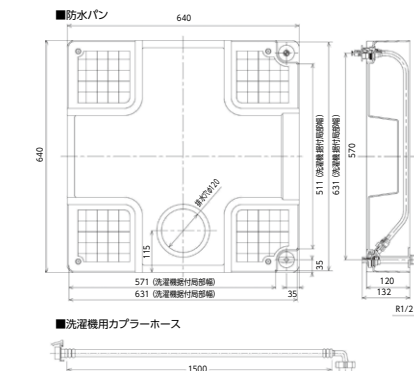 ■防水パン
640
640
排水穴φ120
115
511 (洗濯機据付局部幅)
631 (洗濯機据付局部幅)
570
35
571 (洗濯機据付局部幅)
631 (洗濯機据付局部幅)
35
120
132
R1/2
■洗濯機用カプラーホース
1500